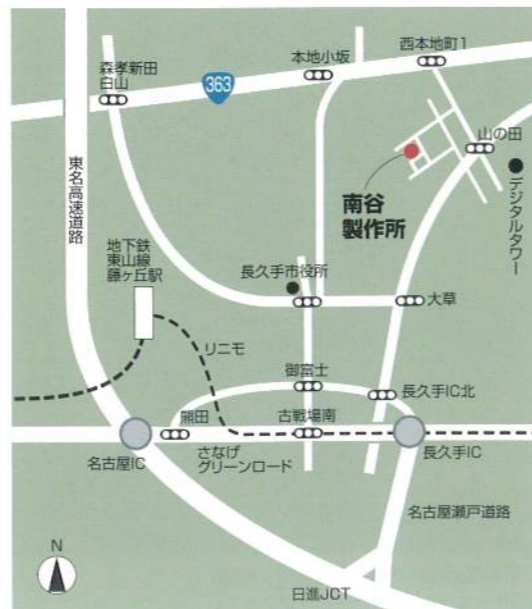 西本地町1
本地小坂
森孝新田
白山
363
山の田
東名高速道路
南谷
製作所
デジタルタワー
地下鉄
東山線
藤ヶ丘駅
長久手市役所
大草
リニモ
御富士
長久手IC北
熊田
古戦場南
さなげ
グリーンロード
名古屋IC
長久手IC
名古屋瀬戸道路
N
日進JCT